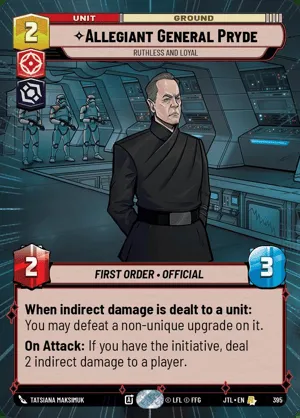 UNIT
GROUND
2
✧ALLEGIANT GENERAL PRYDE
RUTHLESS AND LOYAL
2
FIRST ORDER • OFFICIAL
3
When indirect damage is dealt to a unit:
You may defeat a non-unique upgrade on it.
On Attack: If you have the initiative, deal
2 indirect damage to a player.
TATSIANA MAKSIMUK
© LFL © FFG
JTL • EN
395